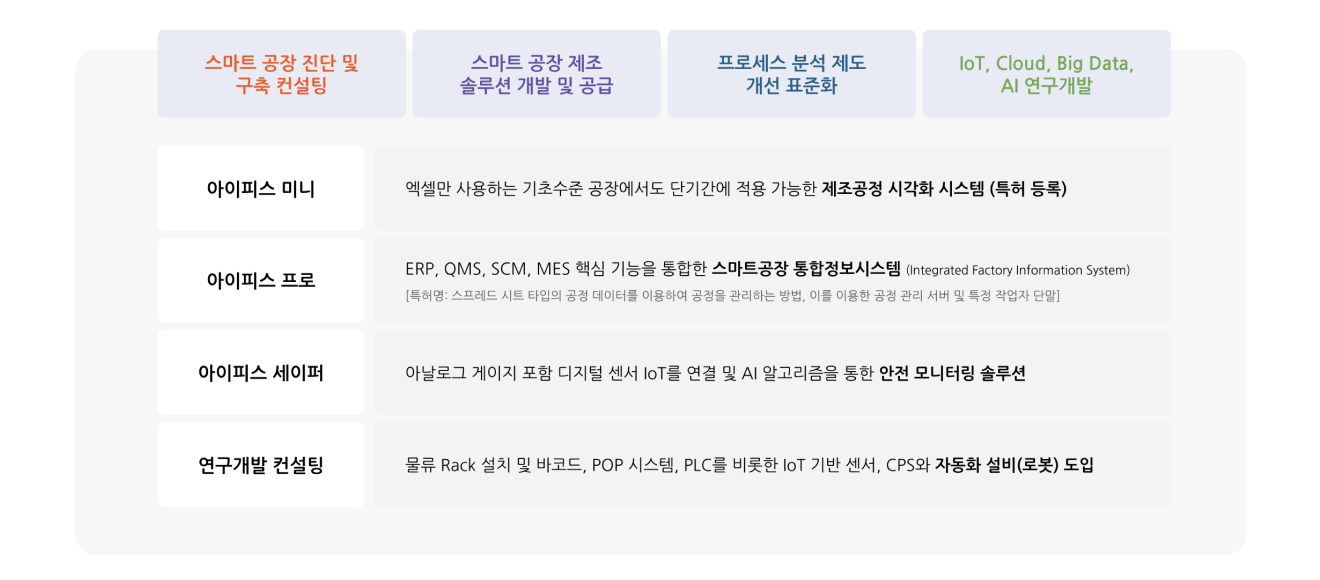 스마트 공장 진단 및
구축 컨설팅
스마트 공장 제조
솔루션 개발 및 공급
프로세스 분석 제도
개선 표준화
IoT, Cloud, Big Data,
AI 연구개발
아이피스 미니
엑셀만 사용하는 기초수준 공장에서도 단기간에 적용 가능한 제조공정 시각화 시스템 (특허 등록)
아이피스 프로
ERP, QMS, SCM, MES 핵심 기능을 통합한 스마트공장 통합정보시스템 (Integrated Factory Information System)
[특허명: 스프레드 시트 타입의 공정 데이터를 이용하여 공정을 관리하는 방법, 이를 이용한 공정 관리 서버 및 특정 작업자 단말]
아이피스 세이퍼
아날로그 게이지 포함 디지털 센서 IoT를 연결 및 AI 알고리즘을 통한 안전 모니터링 솔루션
연구개발 컨설팅
물류 Rack 설치 및 바코드, POP 시스템, PLC를 비롯한 IoT 기반 센서, CPS와 자동화 설비(로봇) 도입